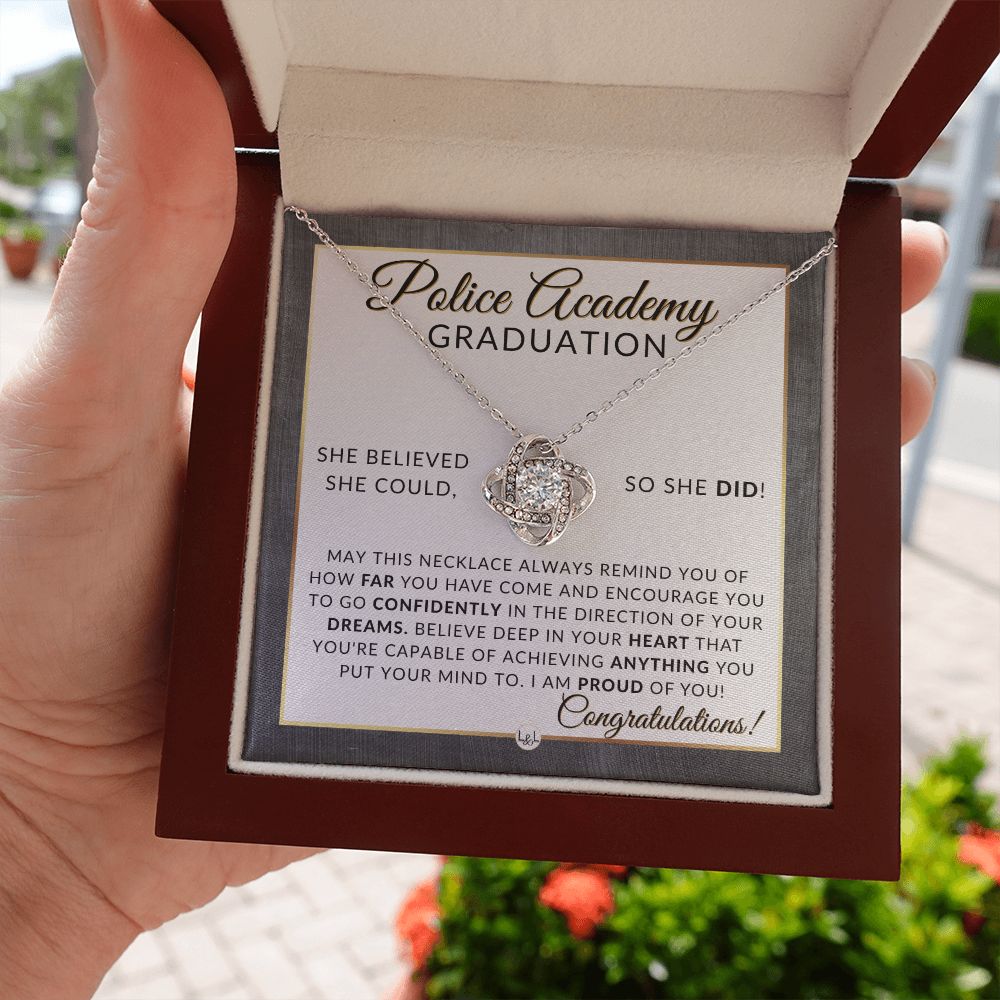 Police Academy
GRADUATION
SHE BELIEVED
SHE COULD,
SO SHE DID!
MAY THIS NECKLACE ALWAYS REMIND YOU OF
HOW FAR YOU HAVE COME AND ENCOURAGE YOU
TO GO CONFIDENTLY IN THE DIRECTION OF YOUR
DREAMS. BELIEVE DEEP IN YOUR HEART THAT
YOU'RE CAPABLE OF ACHIEVING ANYTHING YOU
PUT YOUR MIND TO. I AM PROUD OF YOU!
Congratulations!
L&L